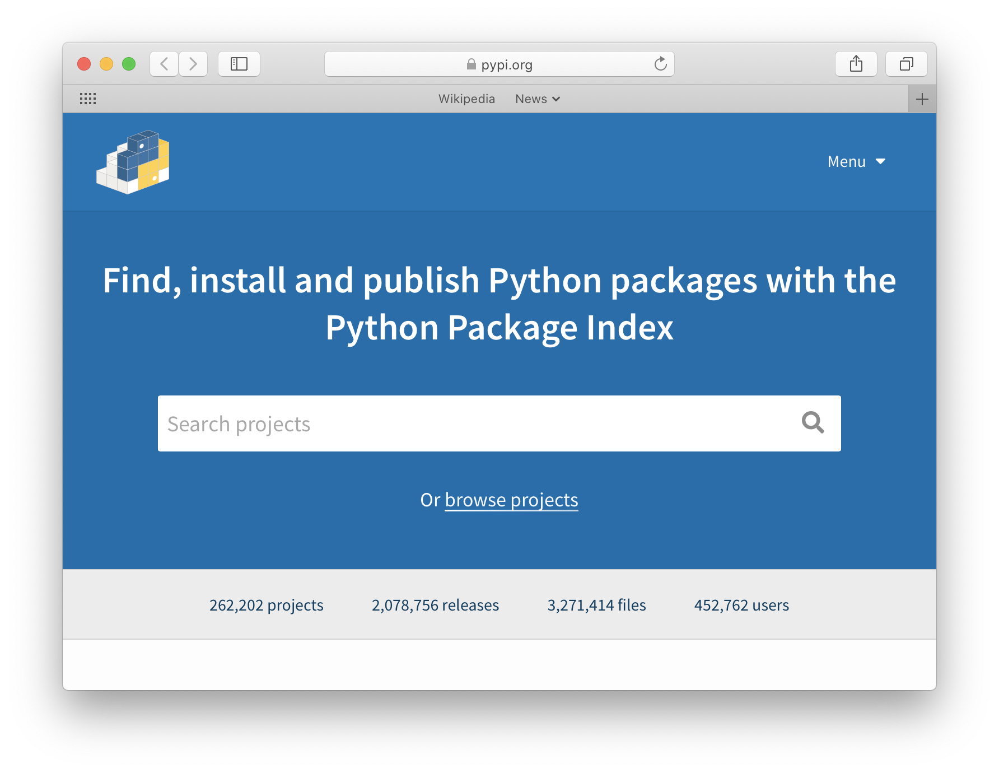 pypi.org
Wikipedia News
Menu
Find, install and publish Python packages with the
Python Package Index
Search projects
Or browse projects
262,202 projects 2,078,756 releases 3,271,414 files 452,762 users